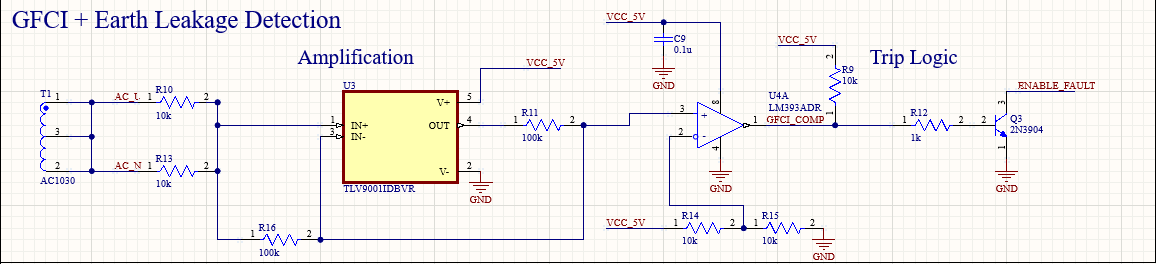 GFCI + Earth Leakage Detection
VCC_5V
Amplification
C9
0.1u
GND
VCC_5V
Trip Logic
VCC_5V
2
R9
10k
1
ENABLE_FAULT
T1
1
3
2
AC1030
AC_L 1 R10 2
10k
AC_N 1 R13 2
10k
U3
V+ 5
1 IN+
3 IN-
OUT 4
V- 2
TLV9001IDBVR
GND
1 R11 2
100k
1 R16 2
100k
U4A
LM393ADR
3 +
2 -
8
4
1 GFCI_COMP
GND
1 R12 2
1k
2
3
Q3
2N3904
1
GND
VCC_5V 1 R14 2
10k
1 R15 2
10k
GND